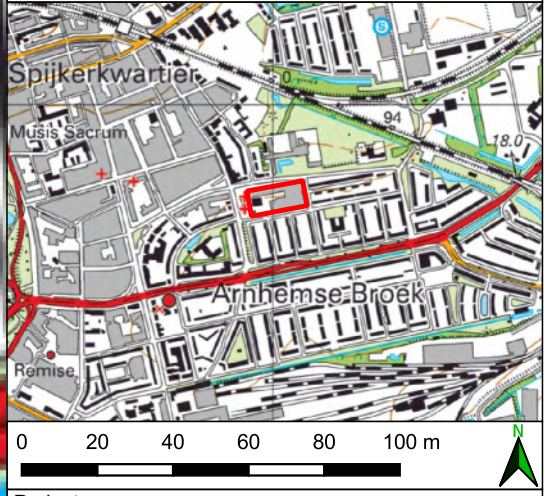 S
Spijkerkwartier
0
94
Musis Sacrum
18.0
Arnhemse Broek
Remise
N
0 20 40 60 80 100 m